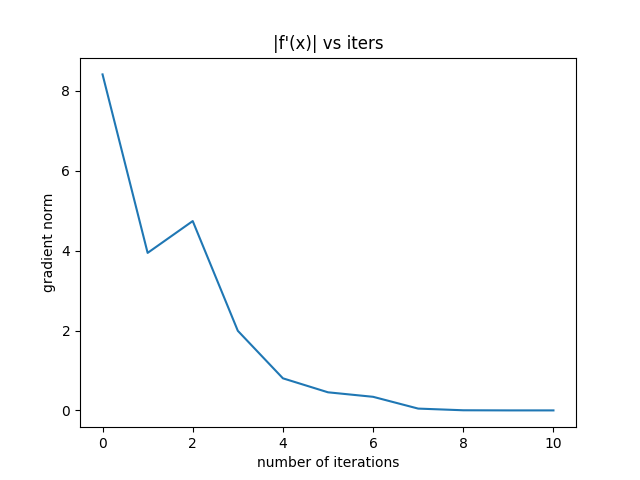 |f'(x)| vs iters
8
6
4
2
0
gradient norm
0 2 4 6 8 10
number of iterations